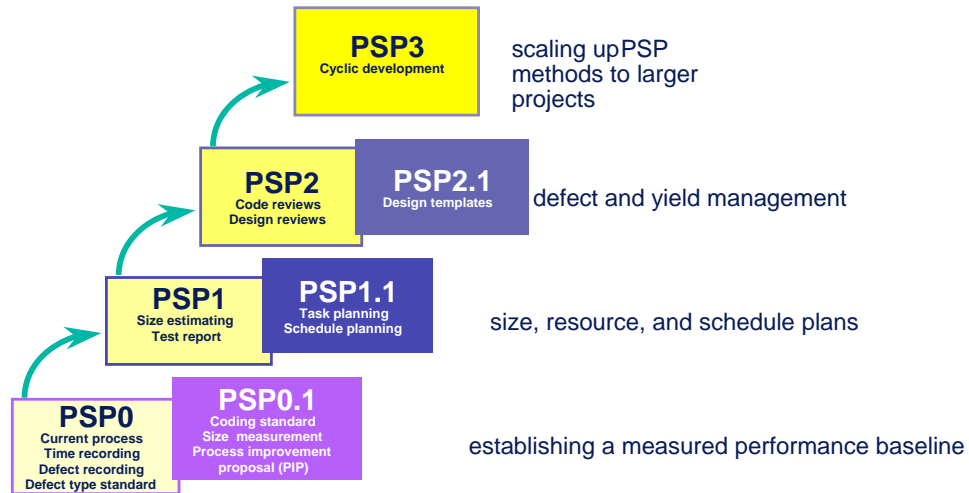 PSP3
Cyclic development
scaling up PSP
methods to larger
projects
PSP2
Code reviews
Design reviews
PSP2.1
Design templates
defect and yield management
PSP1
Size estimating
Test report
PSP1.1
Task planning
Schedule planning
size, resource, and schedule plans
PSP0
Current process
Time recording
Defect recording
Defect type standard
PSP0.1
Coding standard
Size measurement
Process improvement
proposal (PIP)
establishing a measured performance baseline